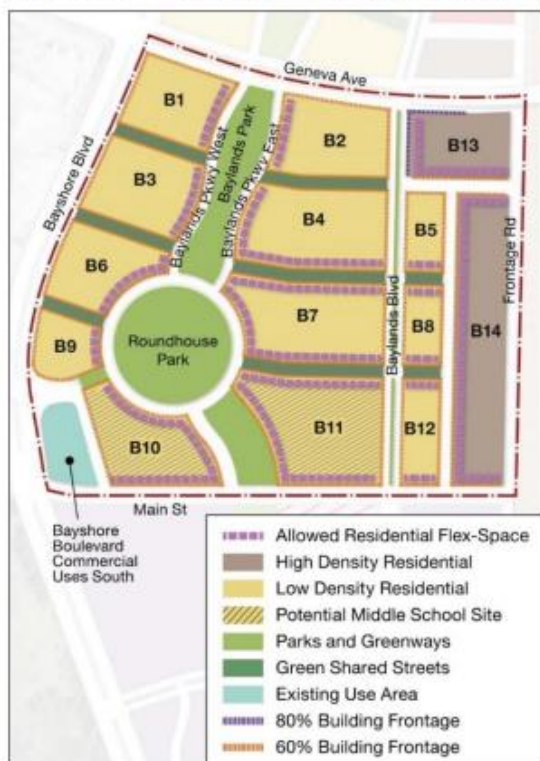 Geneva Ave
Bayshore Blvd
B1
Baylands Pkwy West
Baylands Park
Baylands Pkwy East
B2
B13
B3
B4
B5
Frontage Rd
B6
B7
Baylands Blvd
B8
B14
B9
Roundhouse
Park
B10
B11
B12
Main St
Bayshore
Boulevard
Commercial
Uses South
Allowed Residential Flex-Space
High Density Residential
Low Density Residential
Potential Middle School Site
Parks and Greenways
Green Shared Streets
Existing Use Area
80% Building Frontage
60% Building Frontage